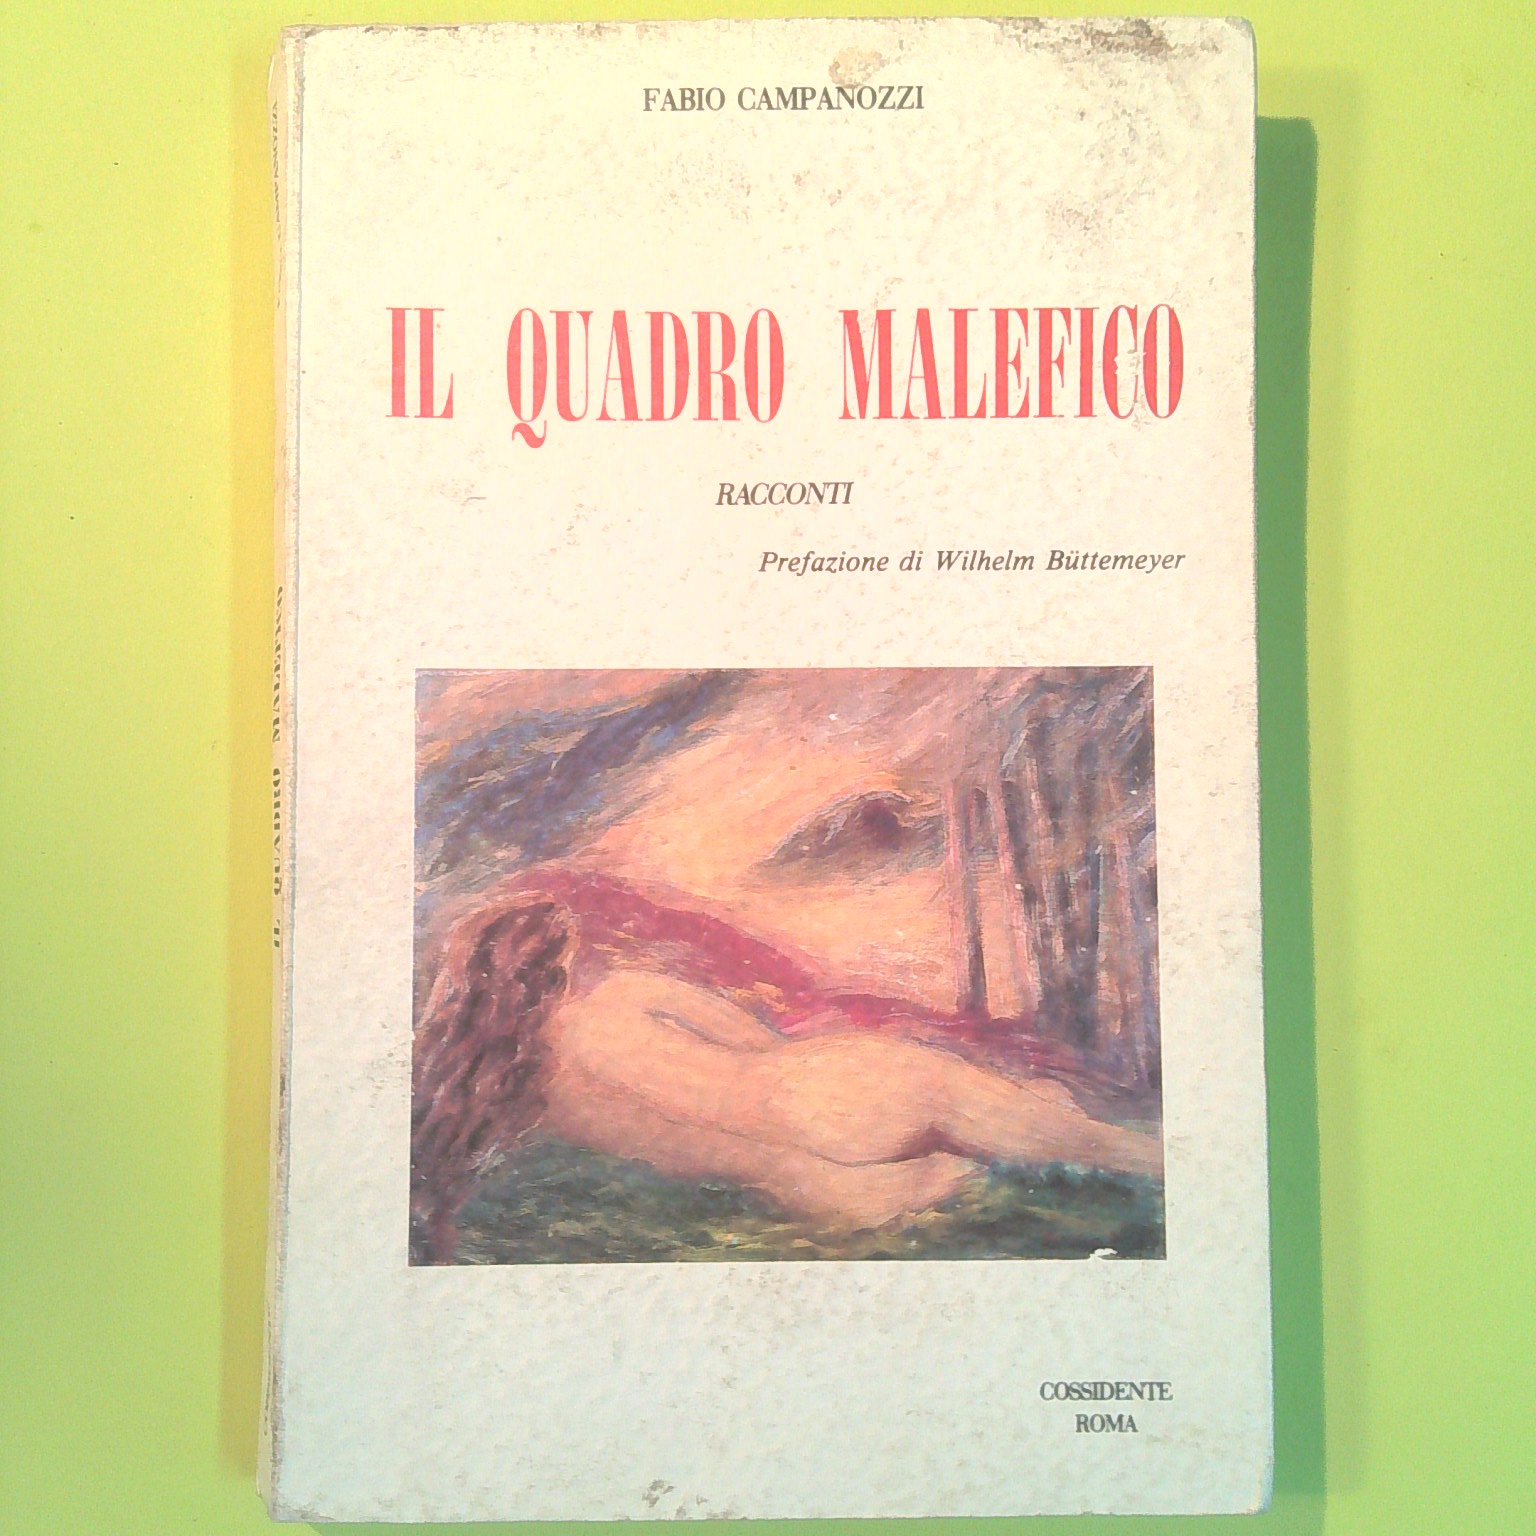 FABIO CAMPANOZZI
IL QUADRO MALEFICO
RACCONTI
Prefazione di Wilhelm Büttemeyer
COSSIDENTE
ROMA
IL QUADRO MALEFICO